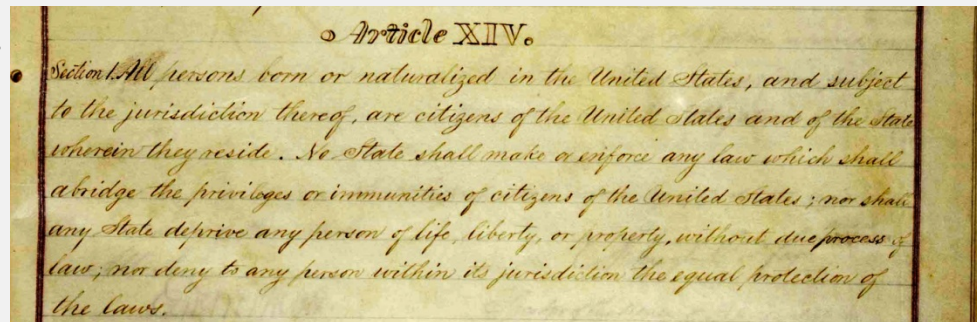 Article XIV.
Section 1. All persons born or naturalized in the United States, and subject
to the jurisdiction thereof, are citizens of the United States and of the State
wherein they reside. No State shall make or enforce any law which shall
abridge the privileges or immunities of citizens of the United States; nor shall
any State deprive any person of life, liberty, or property, without due process of
law; nor deny to any person within its jurisdiction the equal protection of
the laws.